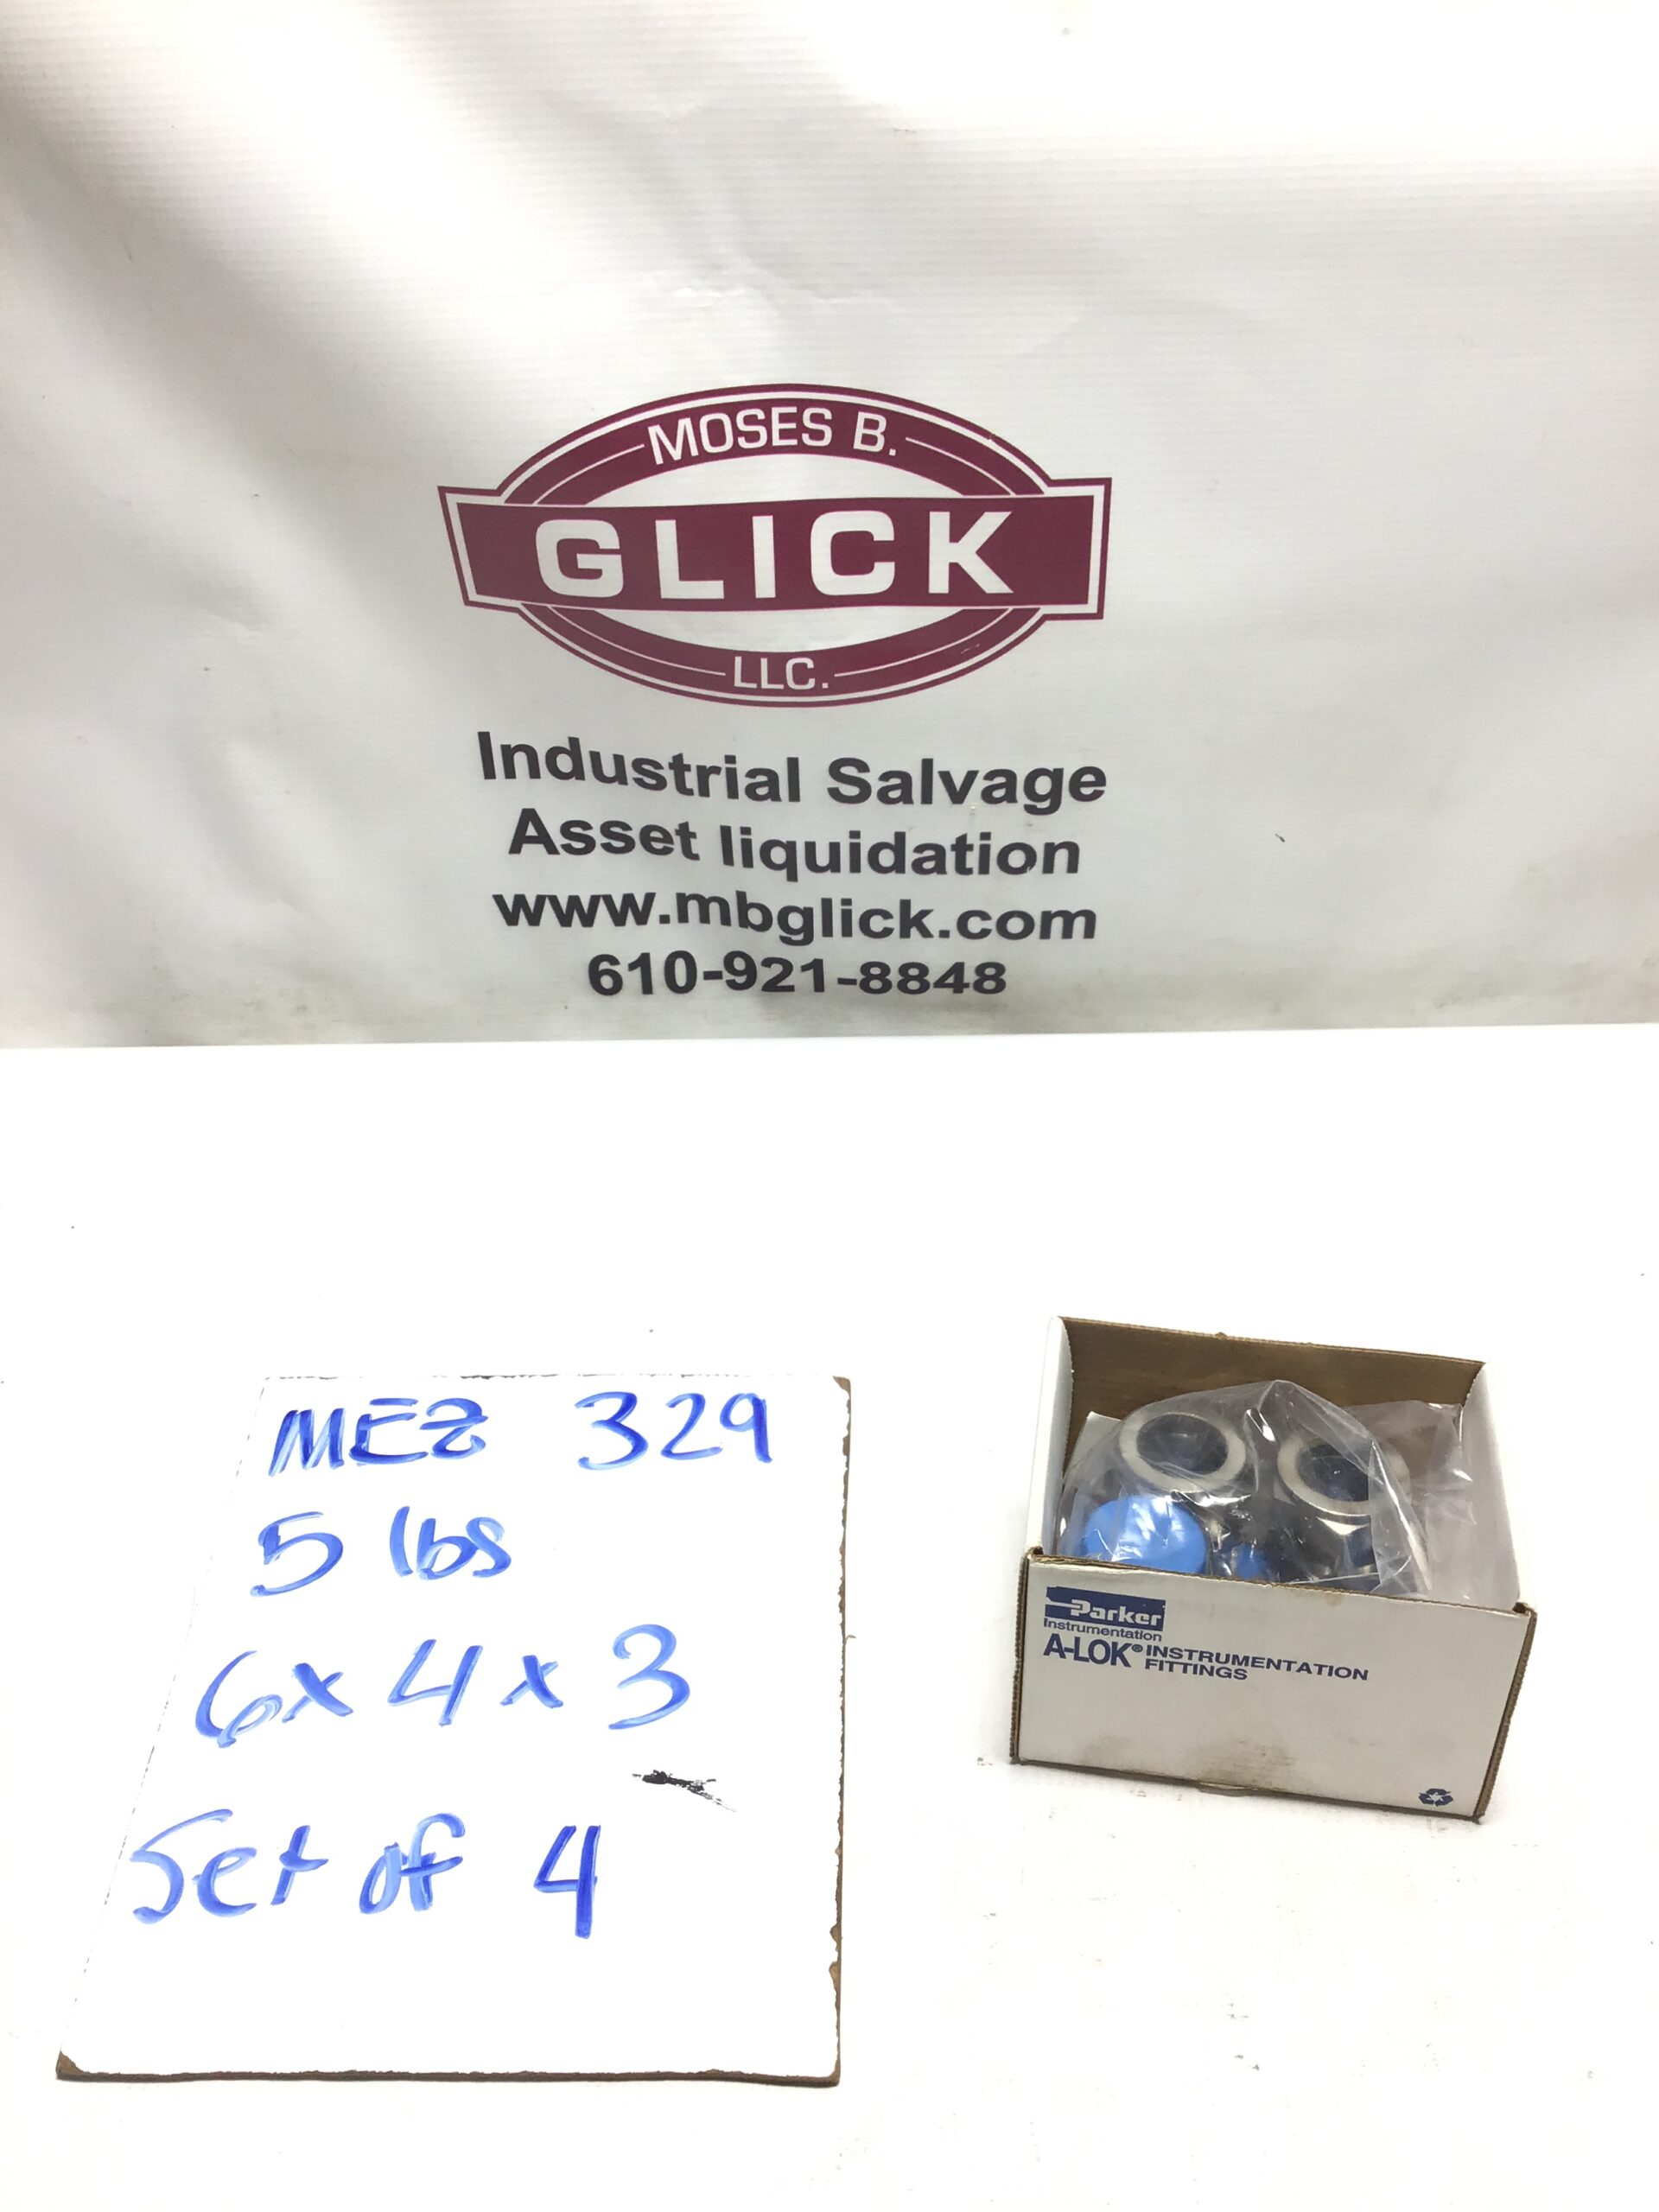 MOSES B.
GLICK
LLC.
Industrial Salvage
Asset liquidation
www.mbglick.com
610-921-8848
MEZ 329
5 lbs
6x4x3
Set of 4
Parker
Instrumentation
A-LOK® INSTRUMENTATION
FITTINGS